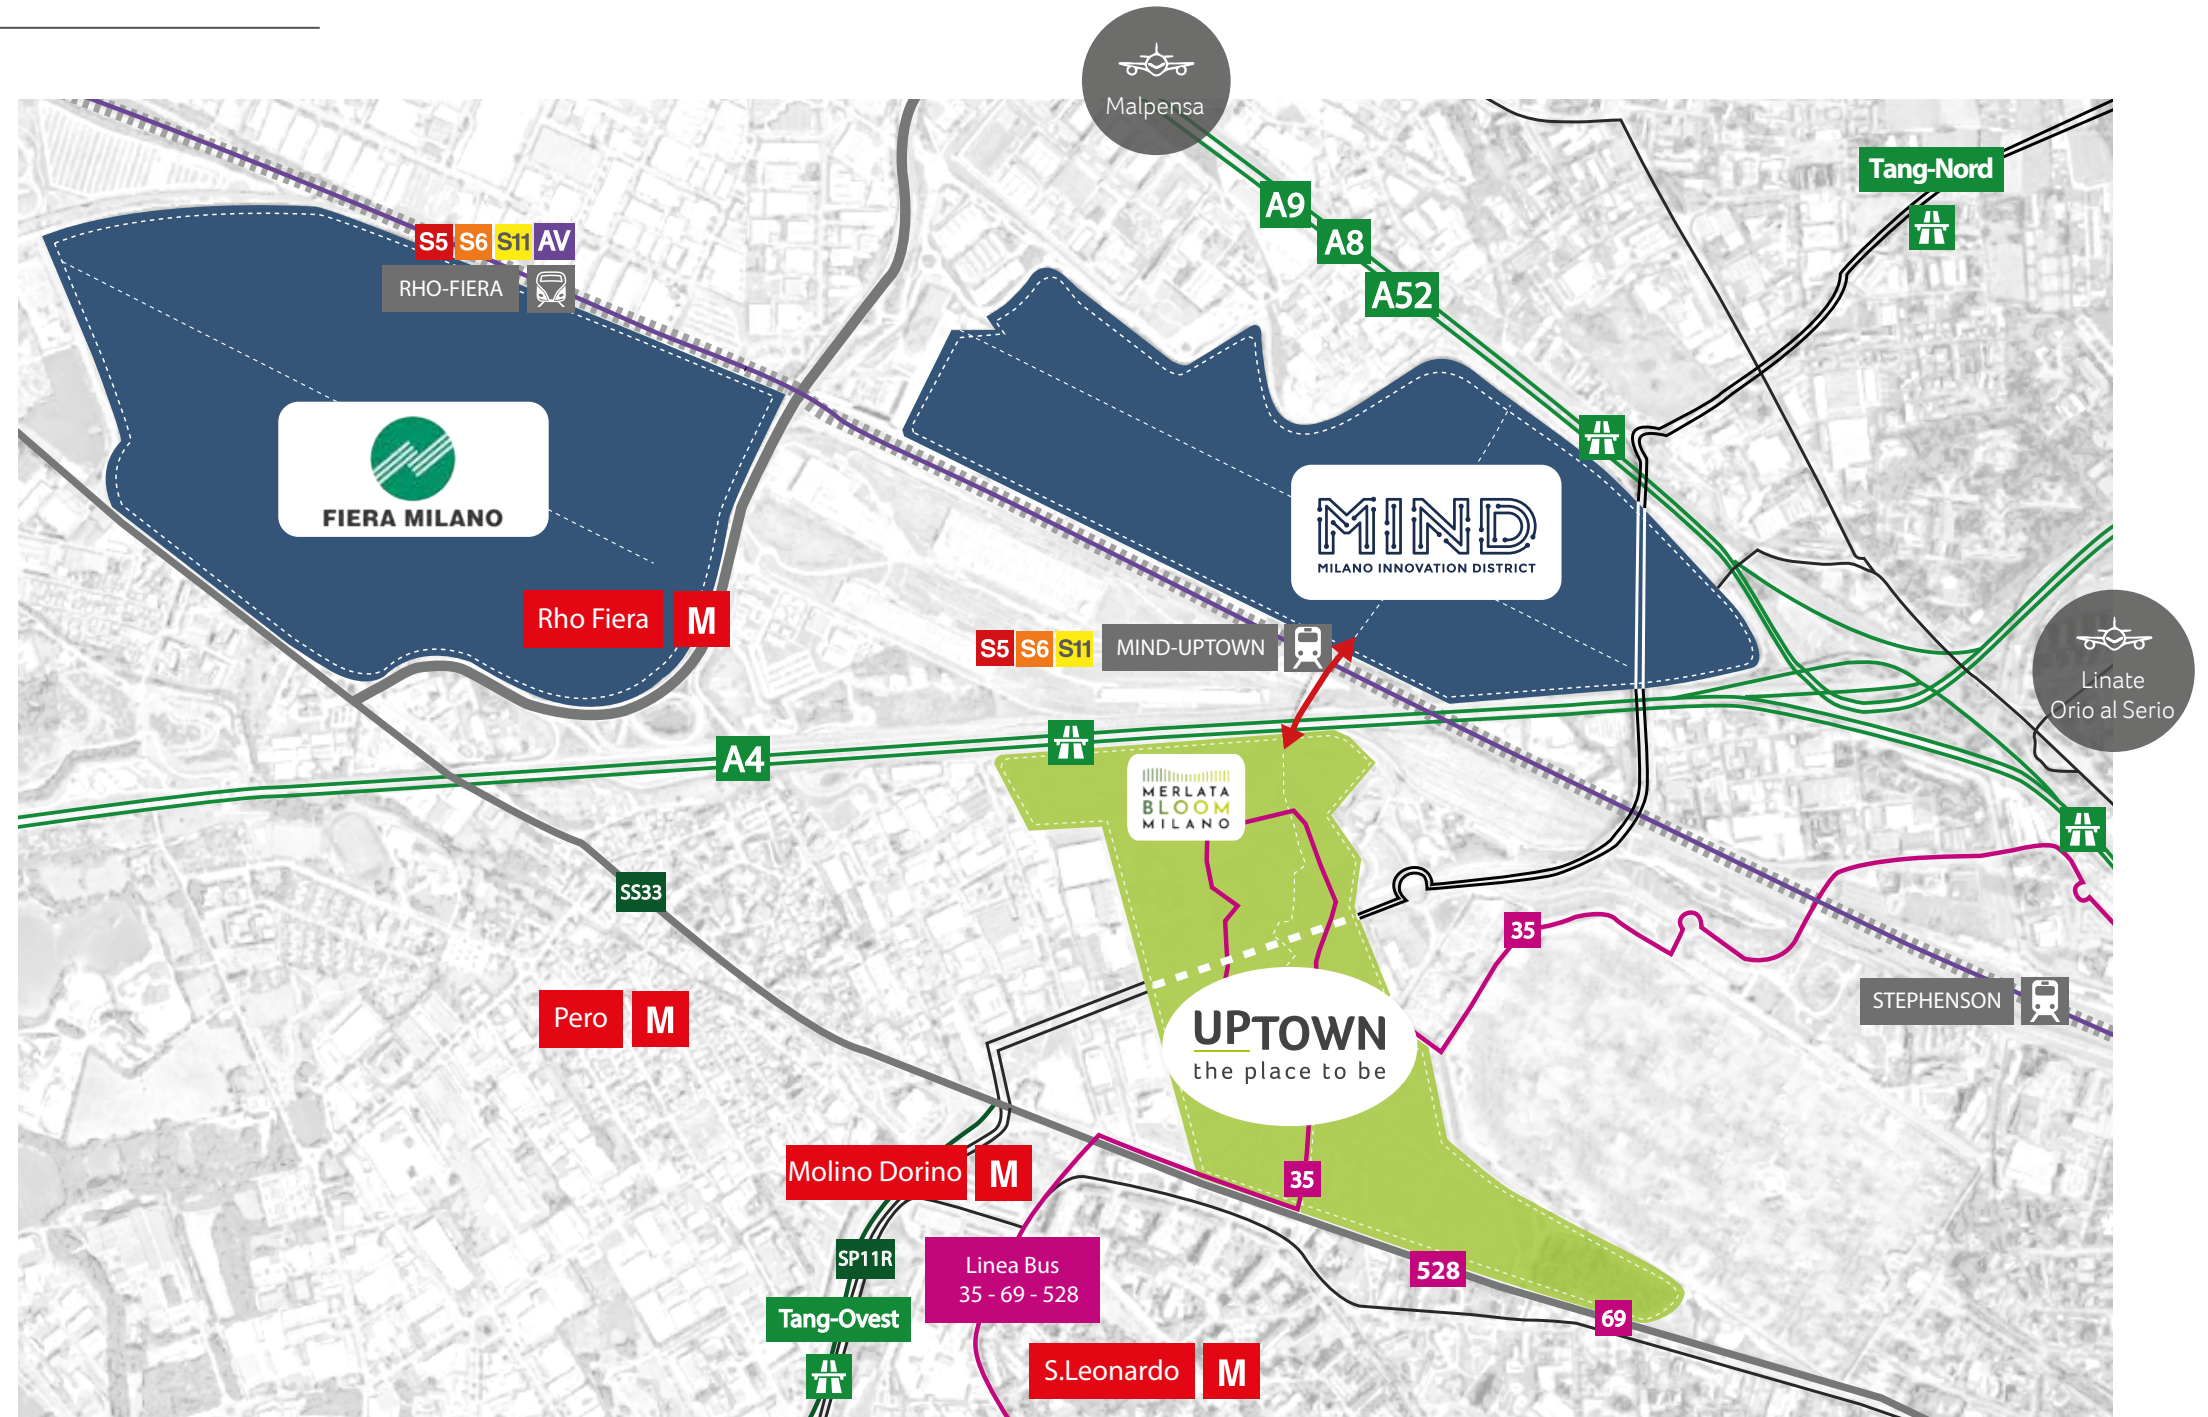 Malpensa
Tang-Nord
A9
A8
A52
S5 S6 S11 AV
RHO-FIERA
FIERA MILANO
MIND
MILANO INNOVATION DISTRICT
Rho Fiera M
S5 S6 S11 MIND-UPTOWN
Linate
Orio al Serio
A4
MERLATA
BLOOM
MILANO
SS33
35
STEPHENSON
Pero M
UPTOWN
the place to be
Molino Dorino M
35
SP11R
Linea Bus
35 - 69 - 528
528
Tang-Ovest
69
S.Leonardo M